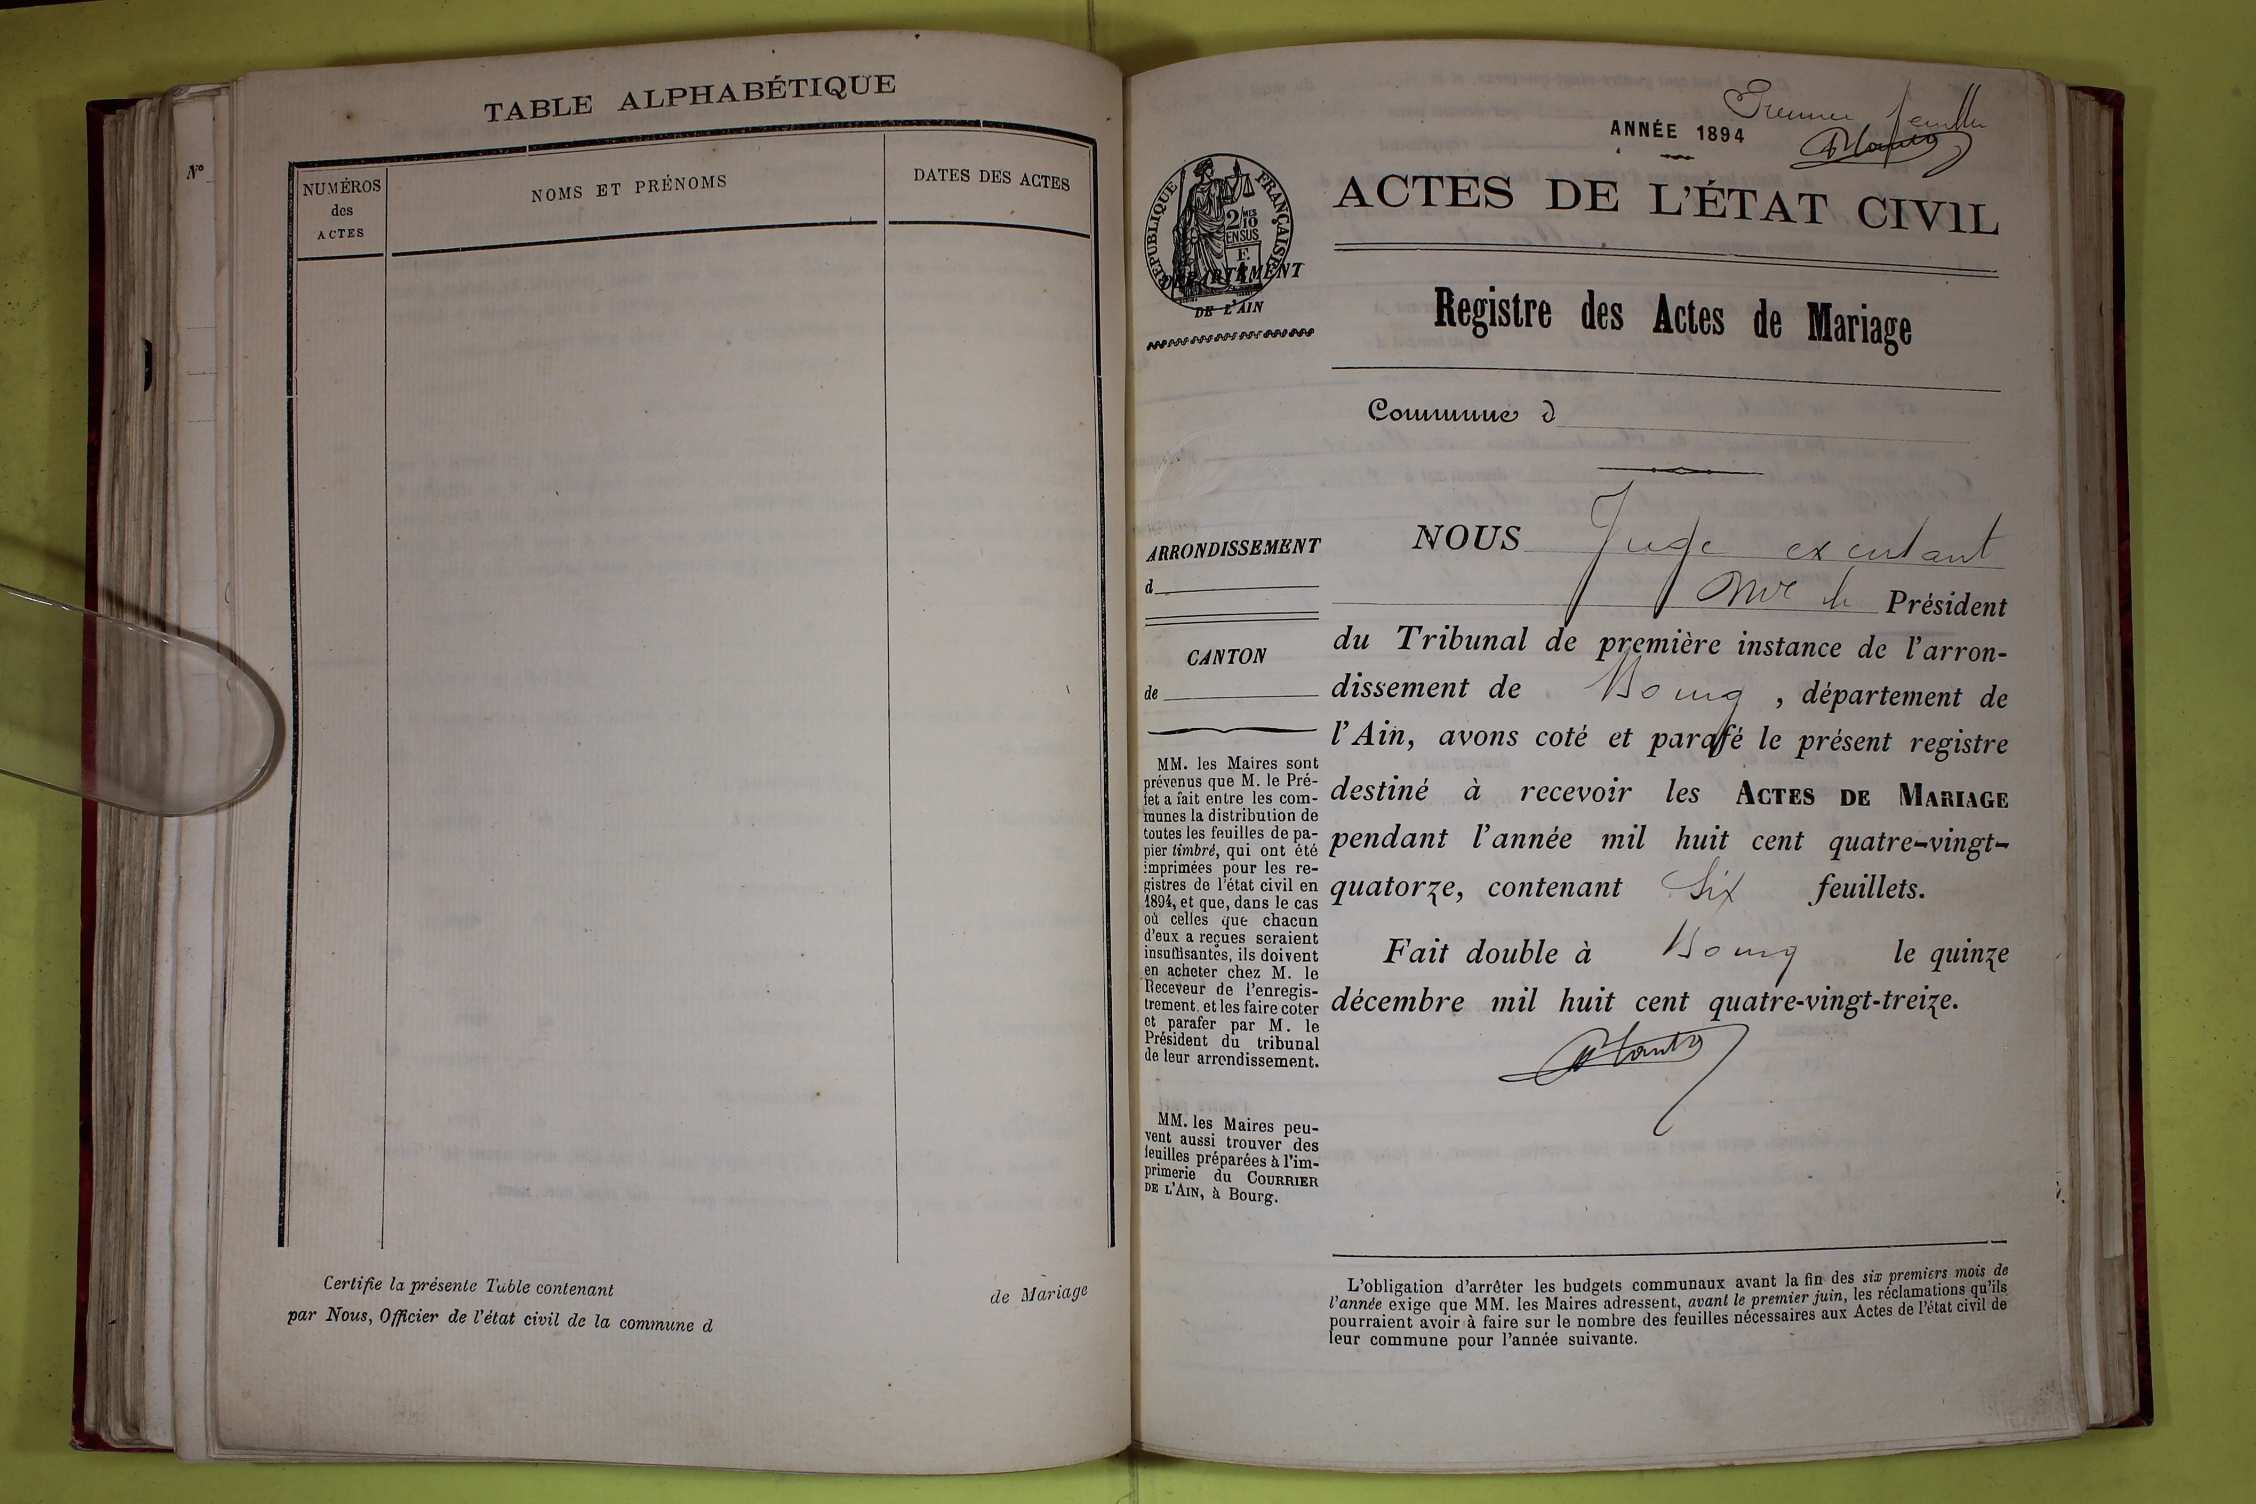 N°
TABLE ALPHABÉTIQUE
NUMÉROS
des
ACTES
NOMS ET PRÉNOMS
DATES DES ACTES
Certifie la présente Table contenant de Mariage
par Nous, Officier de l'état civil de la commune d
Premier feuillet
ANNÉE 1894
RÉPUBLIQUE FRANÇAISE
2/10MES
EN SUS
DÉPARTEMENT
DE L'AIN
ACTES DE L'ÉTAT CIVIL
Registre des Actes de Mariage
Commune d
ARRONDISSEMENT
d
CANTON
de
MM. les Maires sont
prévenus que M. le Pré-
fet a fait entre les com-
munes la distribution de
toutes les feuilles de pa-
pier timbré, qui ont été
imprimées pour les re-
gistres de l'état civil en
1894, et que, dans le cas
où celles que chacun
d'eux a reçues seraient
insuffisantes, ils doivent
en acheter chez M. le
Receveur de l'enregis-
trement, et les faire coter
et parafer par M. le
Président du tribunal
de leur arrondissement.
MM. les Maires peu-
vent aussi trouver des
feuilles préparées à l'im-
primerie du COURRIER
DE L'AIN, à Bourg.
NOUS Juge
Président
du Tribunal de première instance de l'arron-
dissement de Bourg, département de
l'Ain, avons coté et parafé le présent registre
destiné à recevoir les ACTES DE MARIAGE
pendant l'année mil huit cent quatre-vingt-
quatorze, contenant Six feuillets.
Fait double à Bourg le quinze
décembre mil huit cent quatre-vingt-treize.
L'obligation d'arrêter les budgets communaux avant la fin des six premiers mois de
l'année exige que MM. les Maires adressent, avant le premier juin, les réclamations qu'ils
pourraient avoir à faire sur le nombre des feuilles nécessaires aux Actes de l'état civil de
leur commune pour l'année suivante.